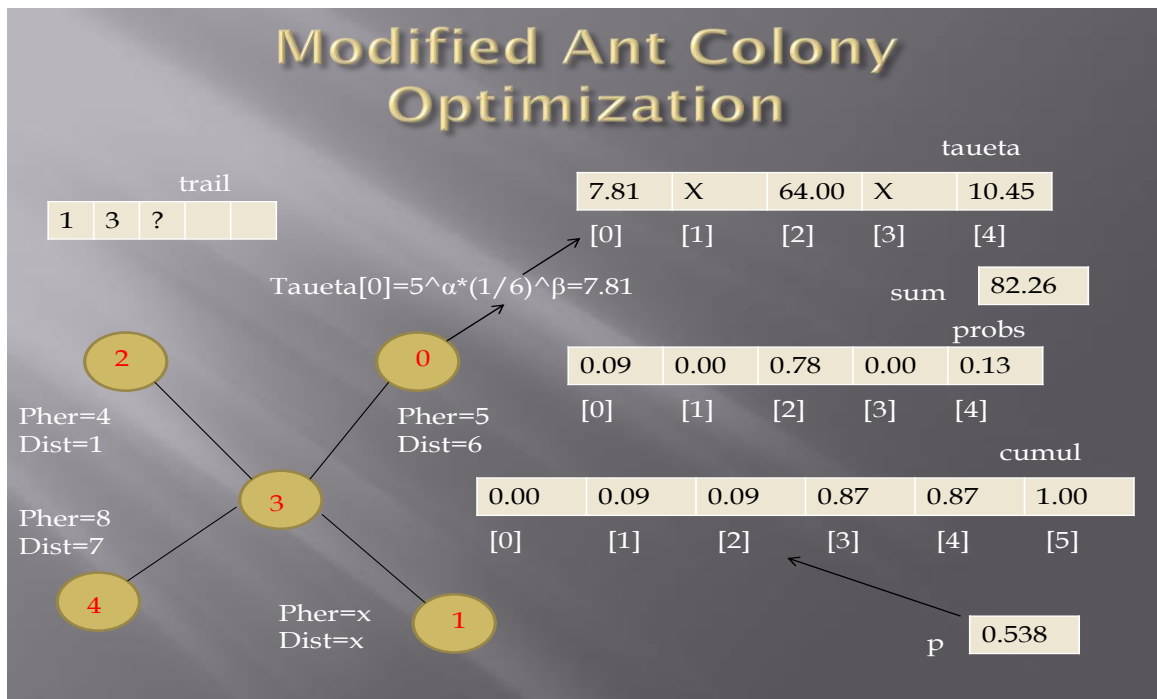 Modified Ant Colony
Optimization
taueta
7.81 X 64.00 X 10.45
[0] [1] [2] [3] [4]
trail
1 3 ?
Taueta[0]=5^α*(1/6)^β=7.81
sum 82.26
probs
0.09 0.00 0.78 0.00 0.13
[0] [1] [2] [3] [4]
cumul
0.00 0.09 0.09 0.87 0.87 1.00
[0] [1] [2] [3] [4] [5]
p 0.538
2
Pher=4
Dist=1
0
Pher=5
Dist=6
3
Pher=8
Dist=7
4
Pher=x
Dist=x
1